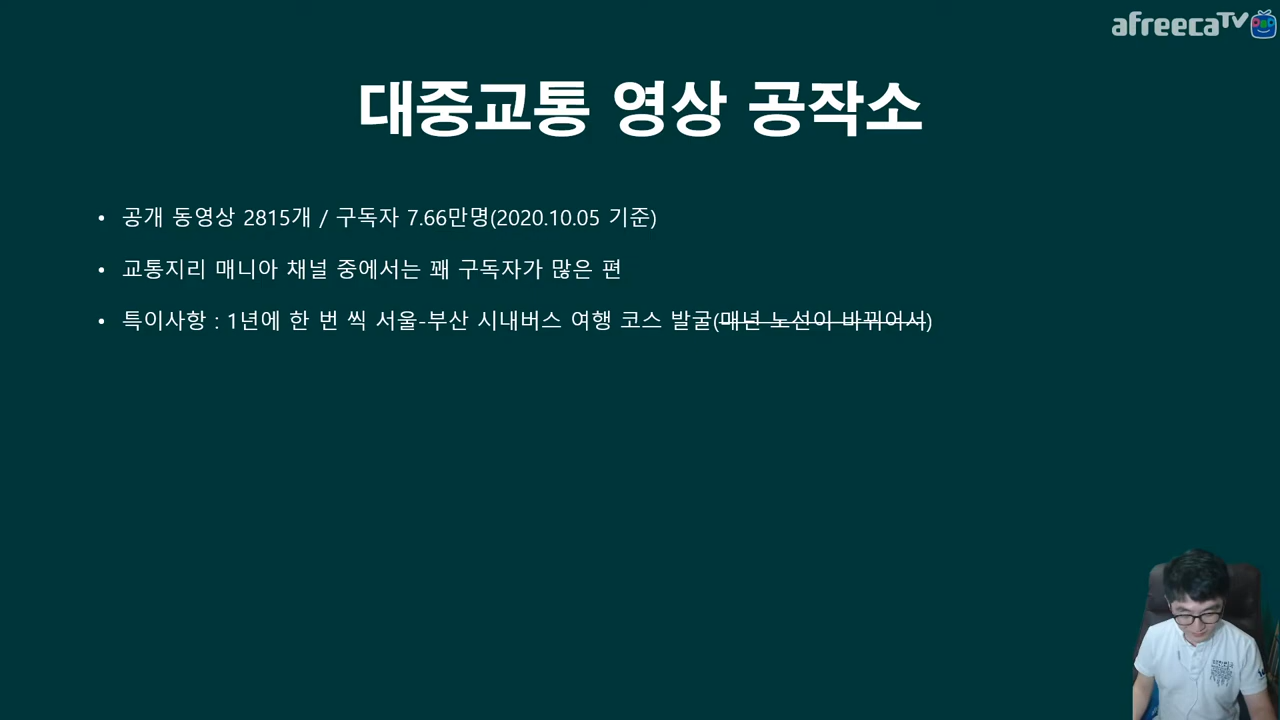 afreecaTV
대중교통 영상 공작소
• 공개 동영상 2815개 / 구독자 7.66만명(2020.10.05 기준)
• 교통지리 매니아 채널 중에서는 꽤 구독자가 많은 편
• 특이사항 : 1년에 한 번 씩 서울-부산 시내버스 여행 코스 발굴(매년 노선이 바뀌어서)